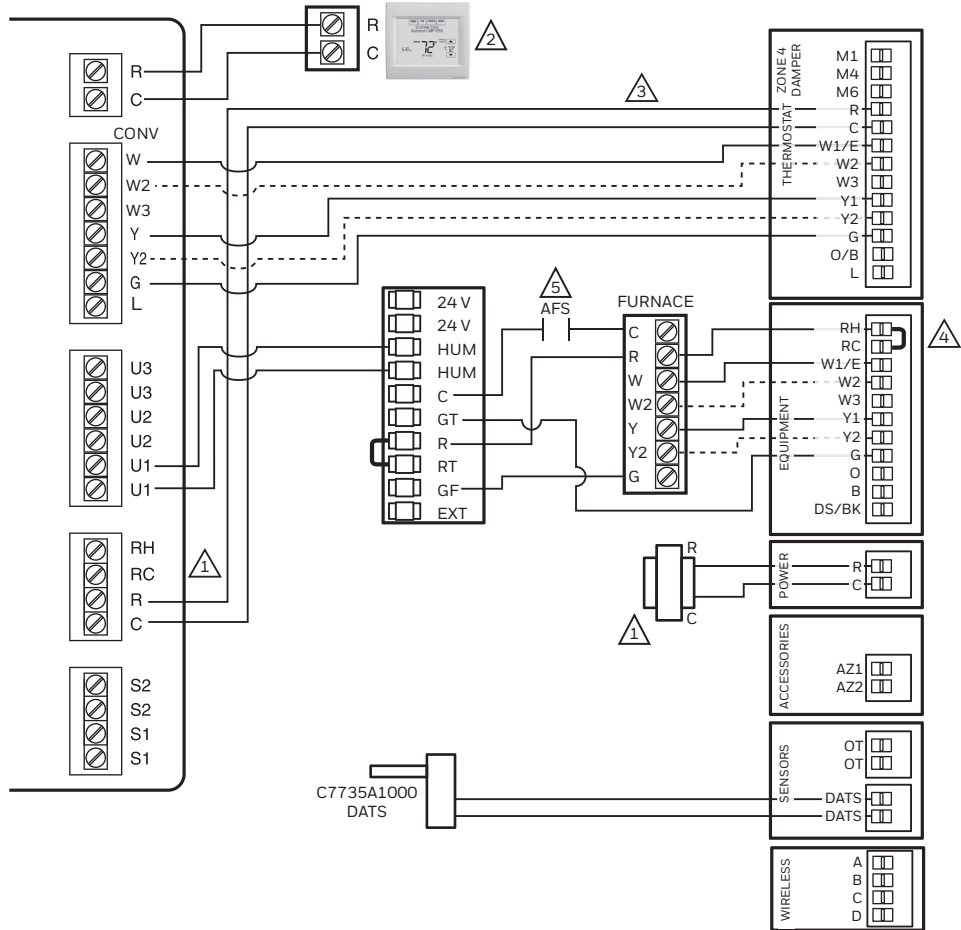 R
C
CONV
W
W2
W3
Y
Y2
G
L
U3
U3
U2
U2
U1
U1
RH
RC
R
C
1
S2
S2
S1
S1
R
C
72
2
3
24 V
24 V
HUM
HUM
C
GT
R
RT
GF
EXT
5
AFS
FURNACE
C
R
W
W2
Y
Y2
G
R
C
1
C7735A1000
DATS
ZONE 4
DAMPER
THERMOSTAT
M1
M4
M6
R
C
W1/E
W2
W3
Y1
Y2
G
O/B
L
EQUIPMENT
RH
RC
W1/E
W2
W3
Y1
Y2
G
O
B
DS/BK
4
POWER
R
C
ACCESSORIES
AZ1
AZ2
SENSORS
OT
OT
DATS
DATS
WIRELESS
A
B
C
D